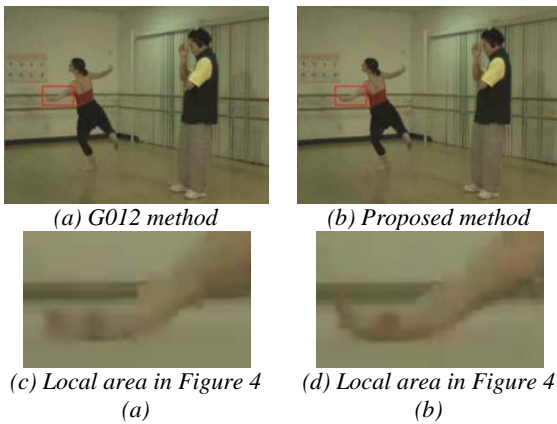 (a) G012 method
(b) Proposed method
(c) Local area in Figure 4
(a)
(d) Local area in Figure 4
(b)